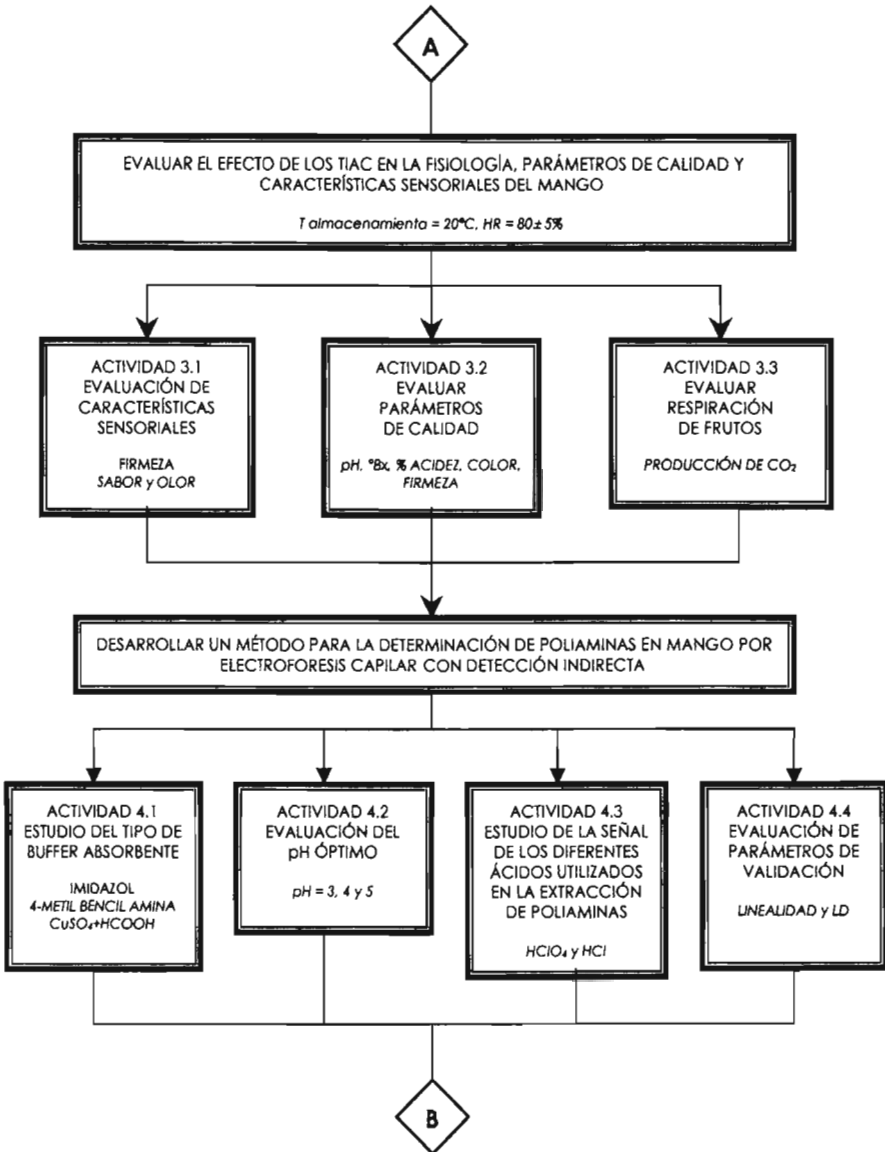 A
EVALUAR EL EFECTO DE LOS TIAC EN LA FISIOLOGÍA, PARÁMETROS DE CALIDAD Y
CARACTERÍSTICAS SENSORIALES DEL MANGO
T almacenamiento = 20°C, HR = 80±5%
ACTIVIDAD 3.1
EVALUACIÓN DE
CARACTERÍSTICAS
SENSORIALES
FIRMEZA
SABOR y OLOR
ACTIVIDAD 3.2
EVALUAR
PARÁMETROS
DE CALIDAD
pH, °Bx, % ACIDEZ, COLOR,
FIRMEZA
ACTIVIDAD 3.3
EVALUAR
RESPIRACIÓN
DE FRUTOS
PRODUCCIÓN DE CO₂
DESARROLLAR UN MÉTODO PARA LA DETERMINACIÓN DE POLIAMINAS EN MANGO POR
ELECTROFORESIS CAPILAR CON DETECCIÓN INDIRECTA
ACTIVIDAD 4.1
ESTUDIO DEL TIPO DE
BUFFER ABSORBENTE
IMIDAZOL
4-METIL BENCIL AMINA
CuSO₄+HCOOH
ACTIVIDAD 4.2
EVALUACIÓN DEL
pH ÓPTIMO
pH = 3, 4 y 5
ACTIVIDAD 4.3
ESTUDIO DE LA SEÑAL
DE LOS DIFERENTES
ÁCIDOS UTILIZADOS
EN LA EXTRACCIÓN
DE POLIAMINAS
HClO₄ y HCl
ACTIVIDAD 4.4
EVALUACIÓN DE
PARÁMETROS DE
VALIDACIÓN
LINEALIDAD y LD
B